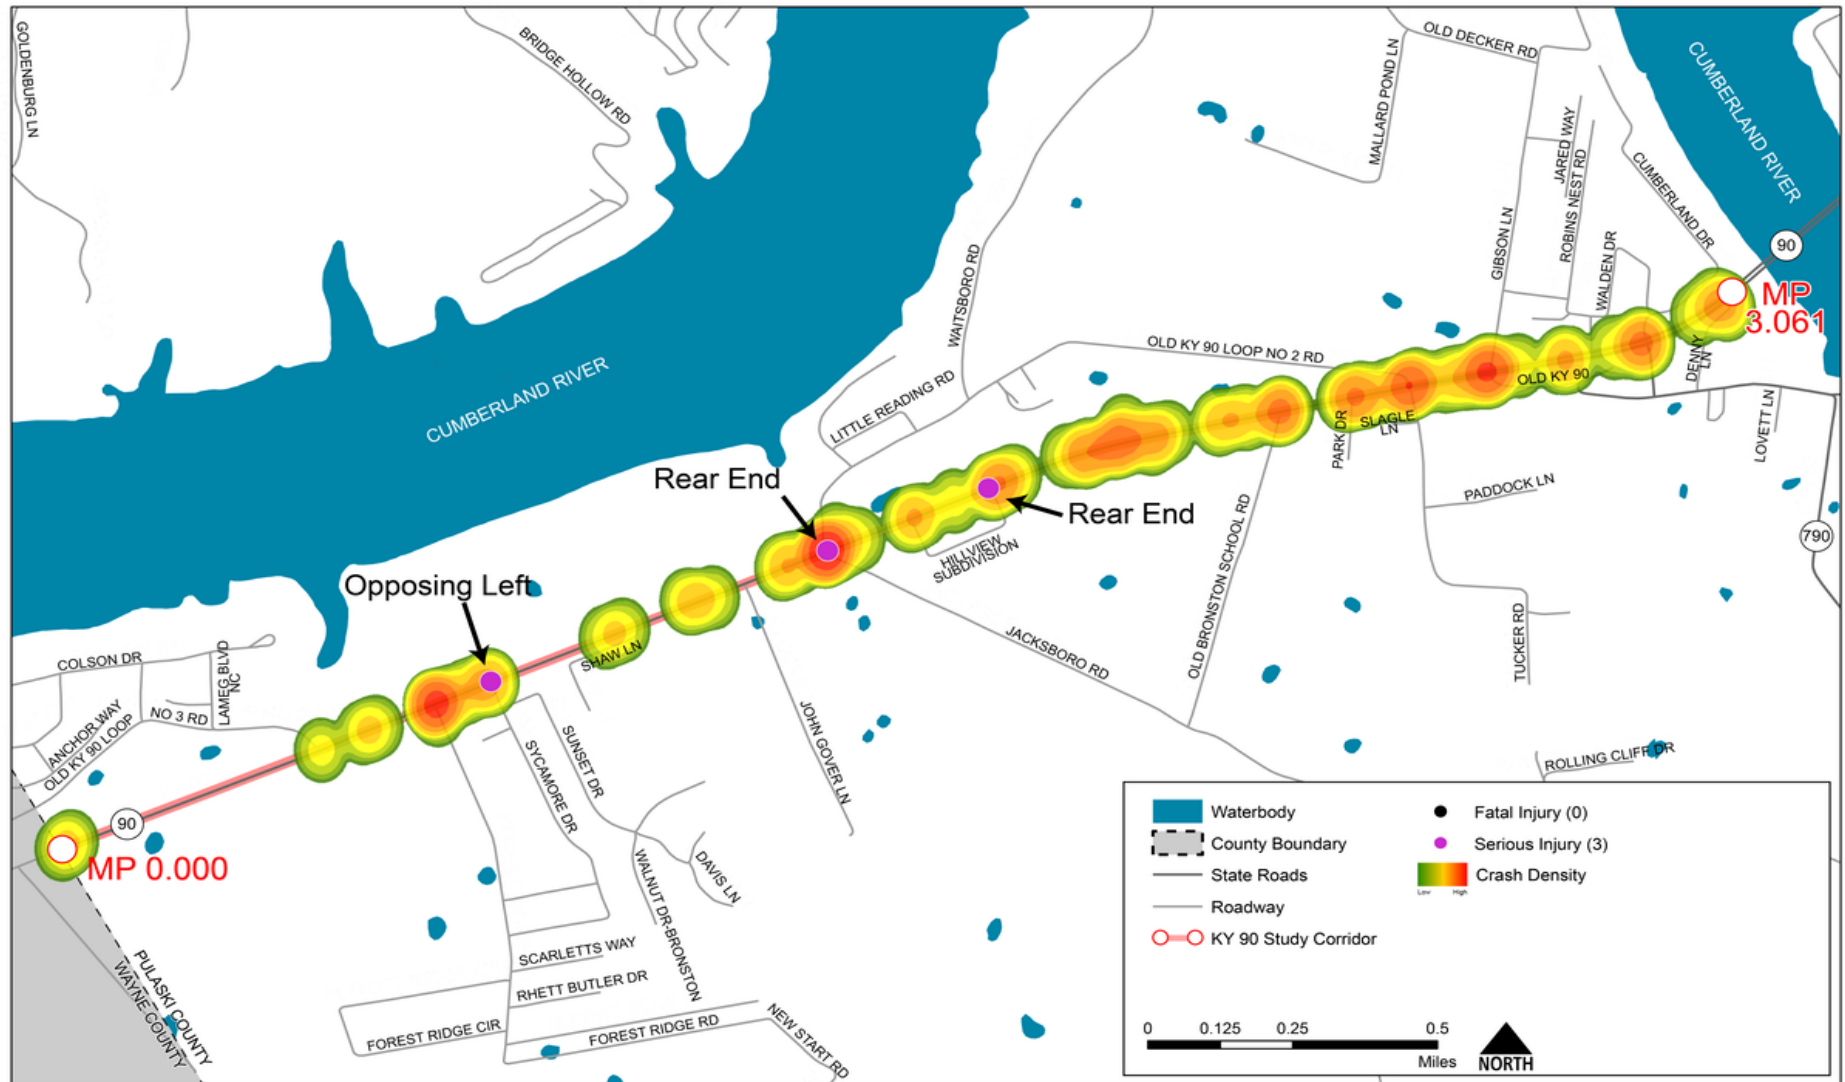 GOLDENBURG LN
BRIDGE HOLLOW RD
OLD DECKER RD
MALLARD POND LN
CUMBERLAND RIVER
JARED WAY
ROBINS NEST RD
CUMBERLAND DR
GIBSON LN
WALDEN DR
90
WAITSBORO RD
MP
3.061
OLD KY 90 LOOP NO 2 RD
DENNY
LN
CUMBERLAND RIVER
LITTLE READING RD
OLD KY 90
LOVETT LN
PARK DR
SLAGLE
LN
Rear End
PADDOCK LN
Rear End
OLD BRONSTON SCHOOL RD
790
HILLVIEW
SUBDIVISION
Opposing Left
JACKSBORO RD
TUCKER RD
SHAW LN
COLSON DR
LAMEG BLVD
NC
ANCHOR WAY
OLD KY 90 LOOP
NO 3 RD
JOHN GOVER LN
SUNSET DR
SYCAMORE DR
ROLLING CLIFF DR
90
MP 0.000
WALNUT DR-BRONSTON
DAVIS LN
SCARLETTS WAY
RHETT BUTLER DR
FOREST RIDGE CIR
FOREST RIDGE RD
NEW START RD
PULASKI COUNTY
WAYNE COUNTY
Waterbody
County Boundary
State Roads
Roadway
KY 90 Study Corridor
Fatal Injury (0)
Serious Injury (3)
Crash Density
Low High
0 0.125 0.25 0.5
Miles
NORTH